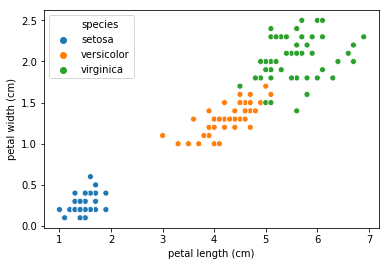 species
setosa
versicolor
virginica
2.5
2.0
1.5
1.0
0.5
0.0
petal width (cm)
1 2 3 4 5 6 7
petal length (cm)